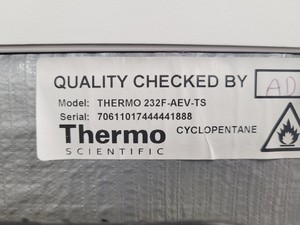 QUALITY CHECKED BY AD
Model: THERMO 232F-AEV-TS
Serial: 70611017444441888
Thermo CYCLOPENTANE
SCIENTIFIC